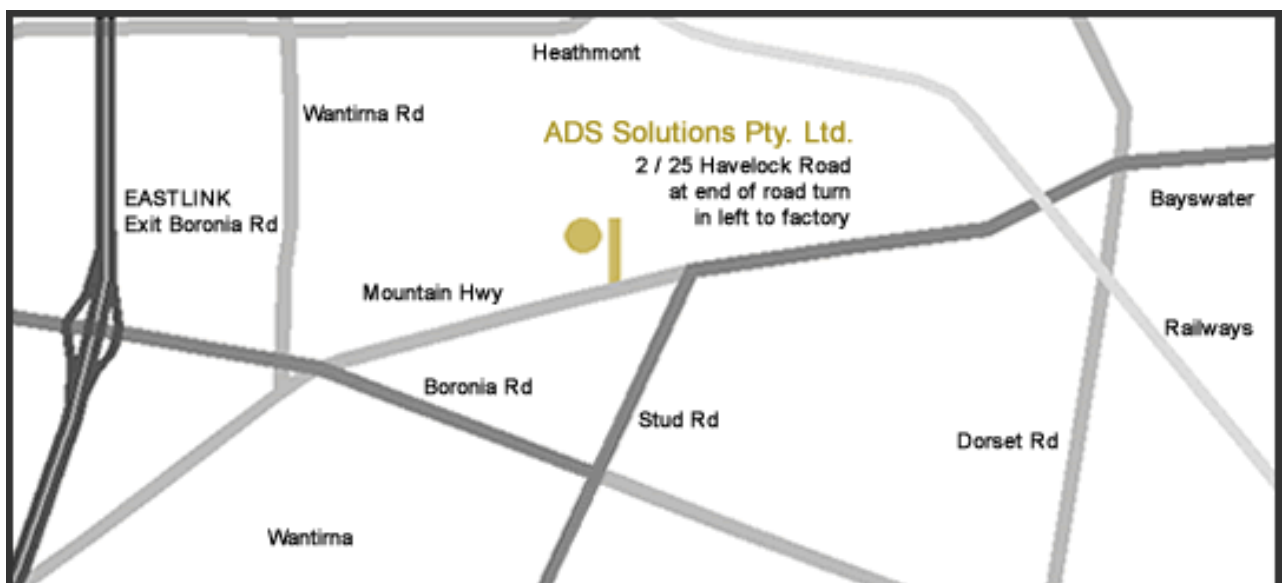 Heathmont
Wantirna Rd
ADS Solutions Pty. Ltd.
2 / 25 Havelock Road
at end of road turn
in left to factory
EASTLINK
Exit Boronia Rd
Bayswater
Mountain Hwy
Railways
Boronia Rd
Stud Rd
Dorset Rd
Wantirna